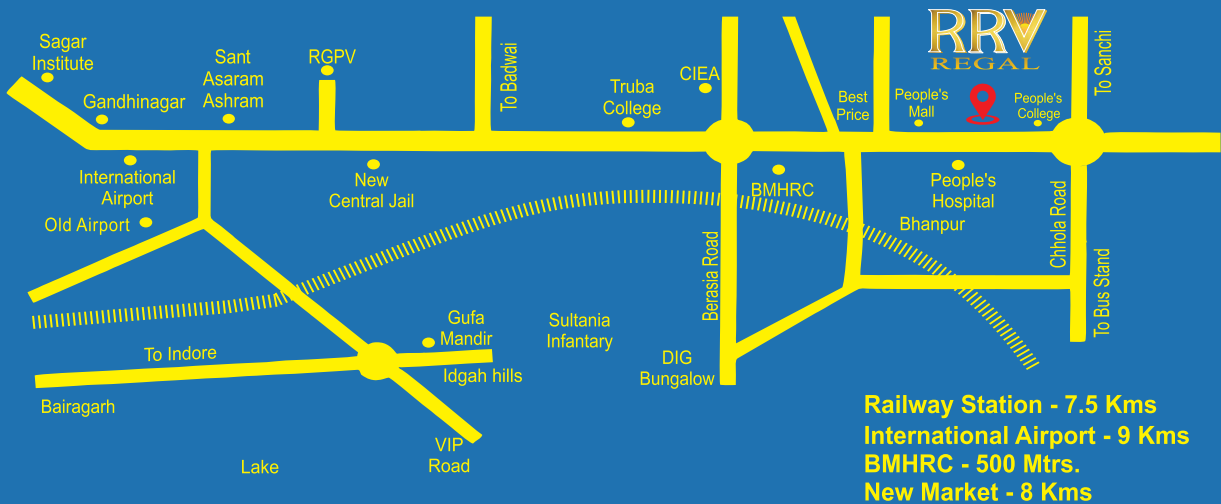 RRV
REGAL
Sagar
Institute
Gandhinagar
Sant
Asaram
Ashram
RGPV
To Badwai
Truba
College
CIEA
Best
Price
People's
Mall
People's
College
To Sanchi
International
Airport
Old Airport
New
Central Jail
BMHRC
People's
Hospital
Bhanpur
Berasia Road
Chhola Road
To Bus Stand
Gufa
Mandir
Sultania
Infantary
To Indore
Idgah hills
DIG
Bungalow
Bairagarh
VIP
Road
Lake
Railway Station - 7.5 Kms
International Airport - 9 Kms
BMHRC - 500 Mtrs.
New Market - 8 Kms